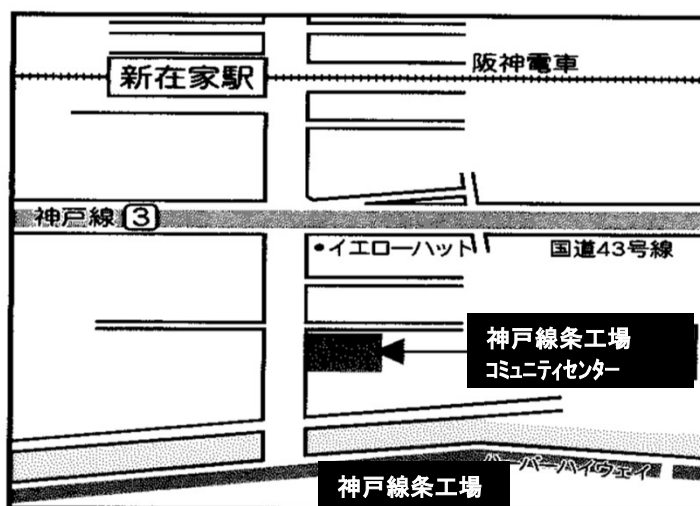 阪神電車
新在家駅
神戸線 3
•イエローハット
国道43号線
神戸線条工場
コミュニティセンター
ハーバーハイウェイ
神戸線条工場